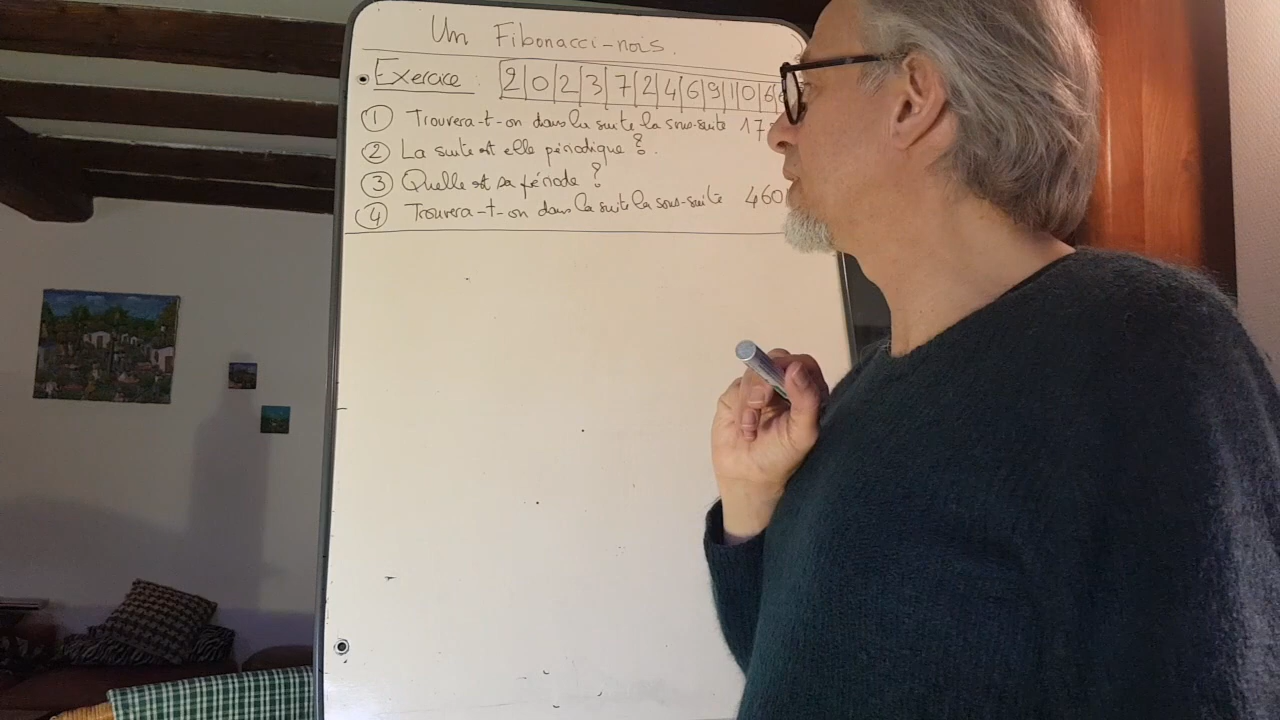 Un Fibonacci-nois.
• Exercice : 2 0 2 3 7 2 4 6 9 1 0 6
① Trouvera-t-on dans la suite la sous-suite 17
② La suite est elle périodique ?
③ Quelle est sa période ?
④ Trouvera-t-on dans la suite la sous-suite 460